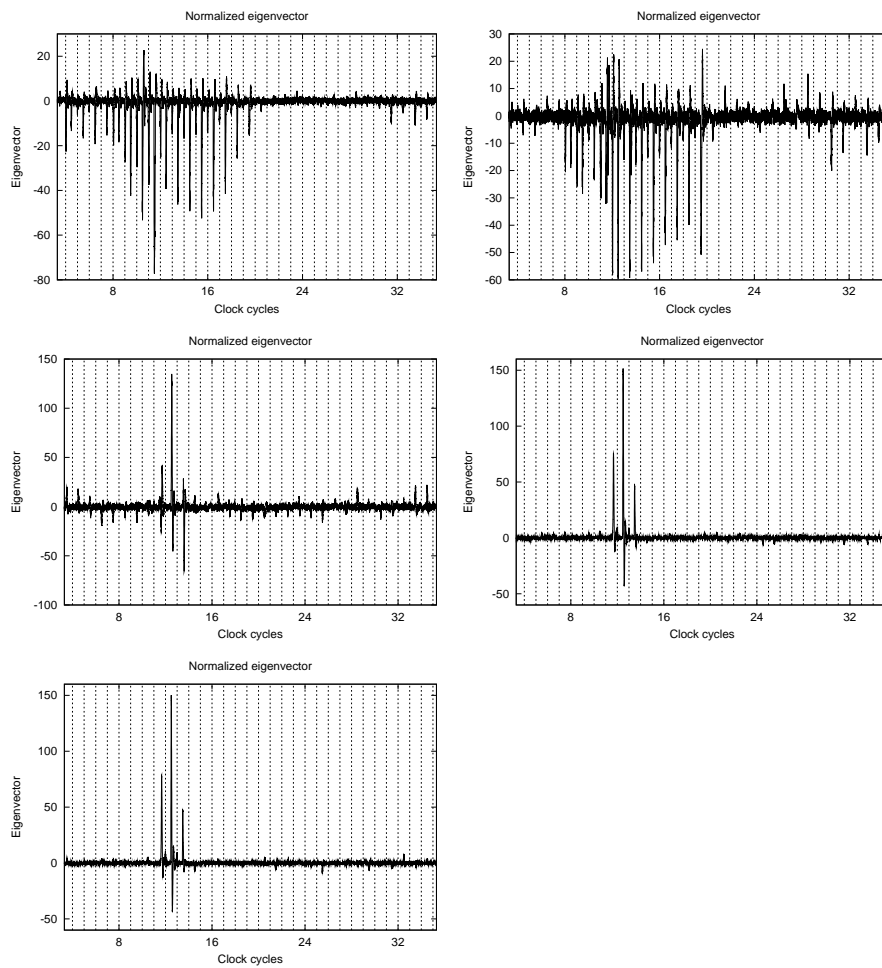 Normalized eigenvector
20
0
-20
-40
-60
-80
Eigenvector
8 16 24 32
Clock cycles
Normalized eigenvector
30
20
10
0
-10
-20
-30
-40
-50
-60
Eigenvector
8 16 24 32
Clock cycles
Normalized eigenvector
150
100
50
0
-50
-100
Eigenvector
8 16 24 32
Clock cycles
Normalized eigenvector
150
100
50
0
-50
Eigenvector
8 16 24 32
Clock cycles
Normalized eigenvector
150
100
50
0
-50
Eigenvector
8 16 24 32
Clock cycles